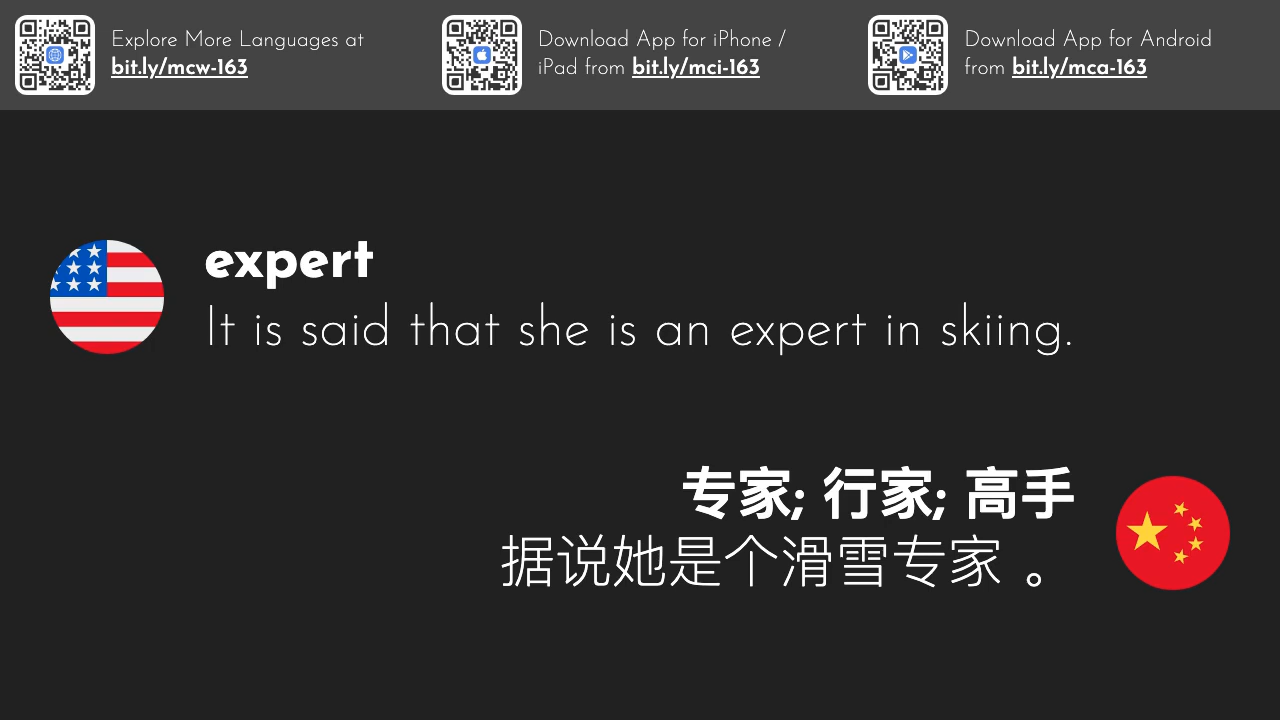 Explore More Languages at
bit.ly/mcw-163
Download App for iPhone /
iPad from bit.ly/mci-163
Download App for Android
from bit.ly/mca-163
expert
It is said that she is an expert in skiing.
专家; 行家; 高手
据说她是个滑雪专家 。